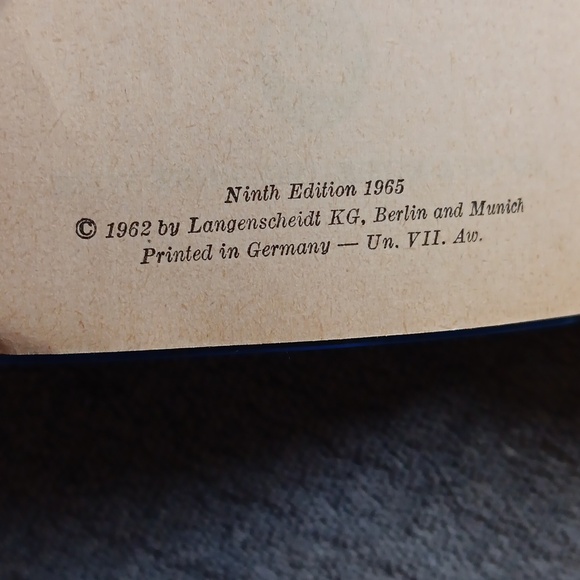 Ninth Edition 1965
© 1962 by Langenscheidt KG, Berlin and Munich
Printed in Germany — Un. VII. Aw.